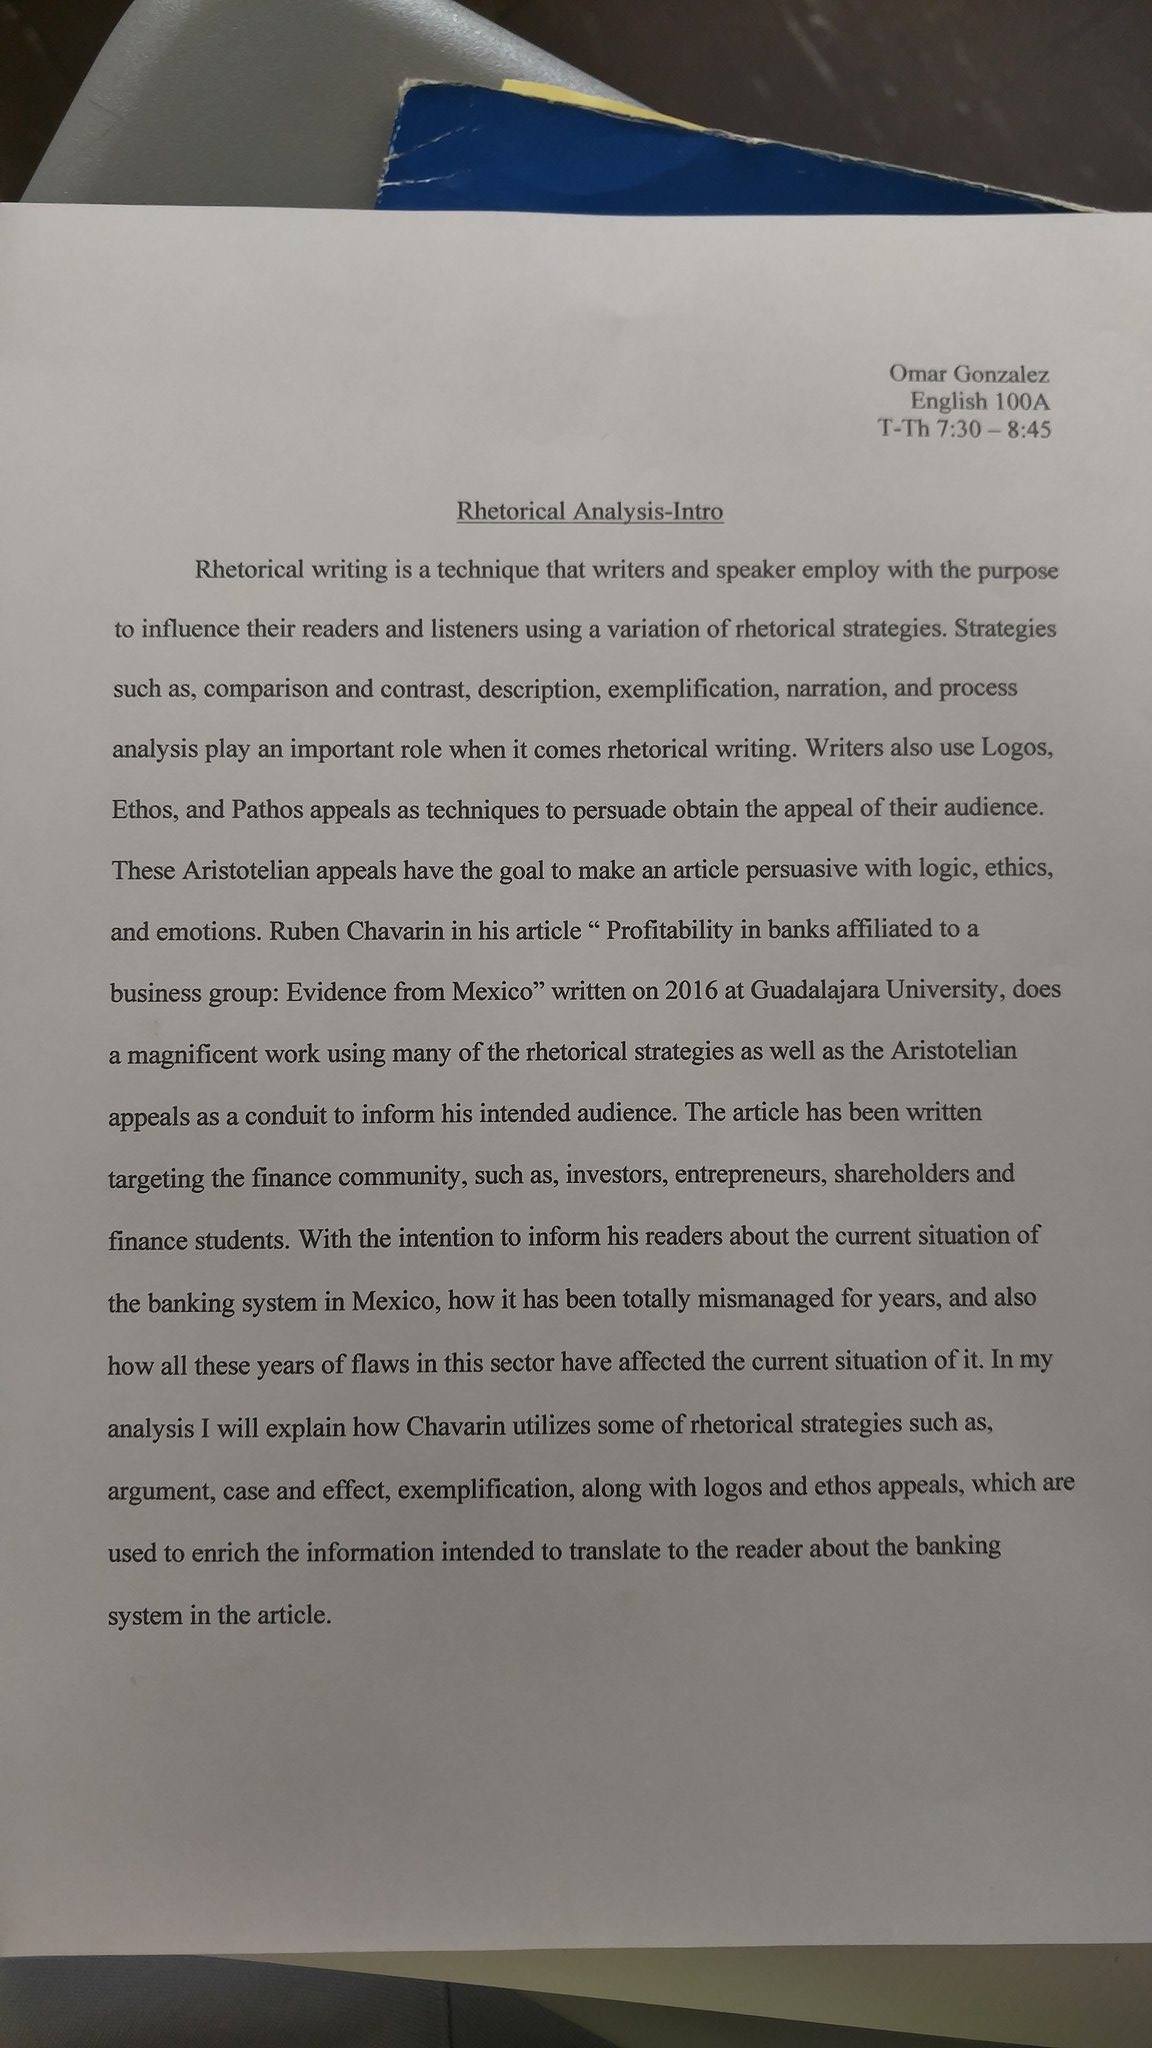 Omar Gonzalez
English 100A
T-Th 7:30 – 8:45
Rhetorical Analysis-Intro
Rhetorical writing is a technique that writers and speaker employ with the purpose
to influence their readers and listeners using a variation of rhetorical strategies. Strategies
such as, comparison and contrast, description, exemplification, narration, and process
analysis play an important role when it comes rhetorical writing. Writers also use Logos,
Ethos, and Pathos appeals as techniques to persuade obtain the appeal of their audience.
These Aristotelian appeals have the goal to make an article persuasive with logic, ethics,
and emotions. Ruben Chavarin in his article “ Profitability in banks affiliated to a
business group: Evidence from Mexico” written on 2016 at Guadalajara University, does
a magnificent work using many of the rhetorical strategies as well as the Aristotelian
appeals as a conduit to inform his intended audience. The article has been written
targeting the finance community, such as, investors, entrepreneurs, shareholders and
finance students. With the intention to inform his readers about the current situation of
the banking system in Mexico, how it has been totally mismanaged for years, and also
how all these years of flaws in this sector have affected the current situation of it. In my
analysis I will explain how Chavarin utilizes some of rhetorical strategies such as,
argument, case and effect, exemplification, along with logos and ethos appeals, which are
used to enrich the information intended to translate to the reader about the banking
system in the article.